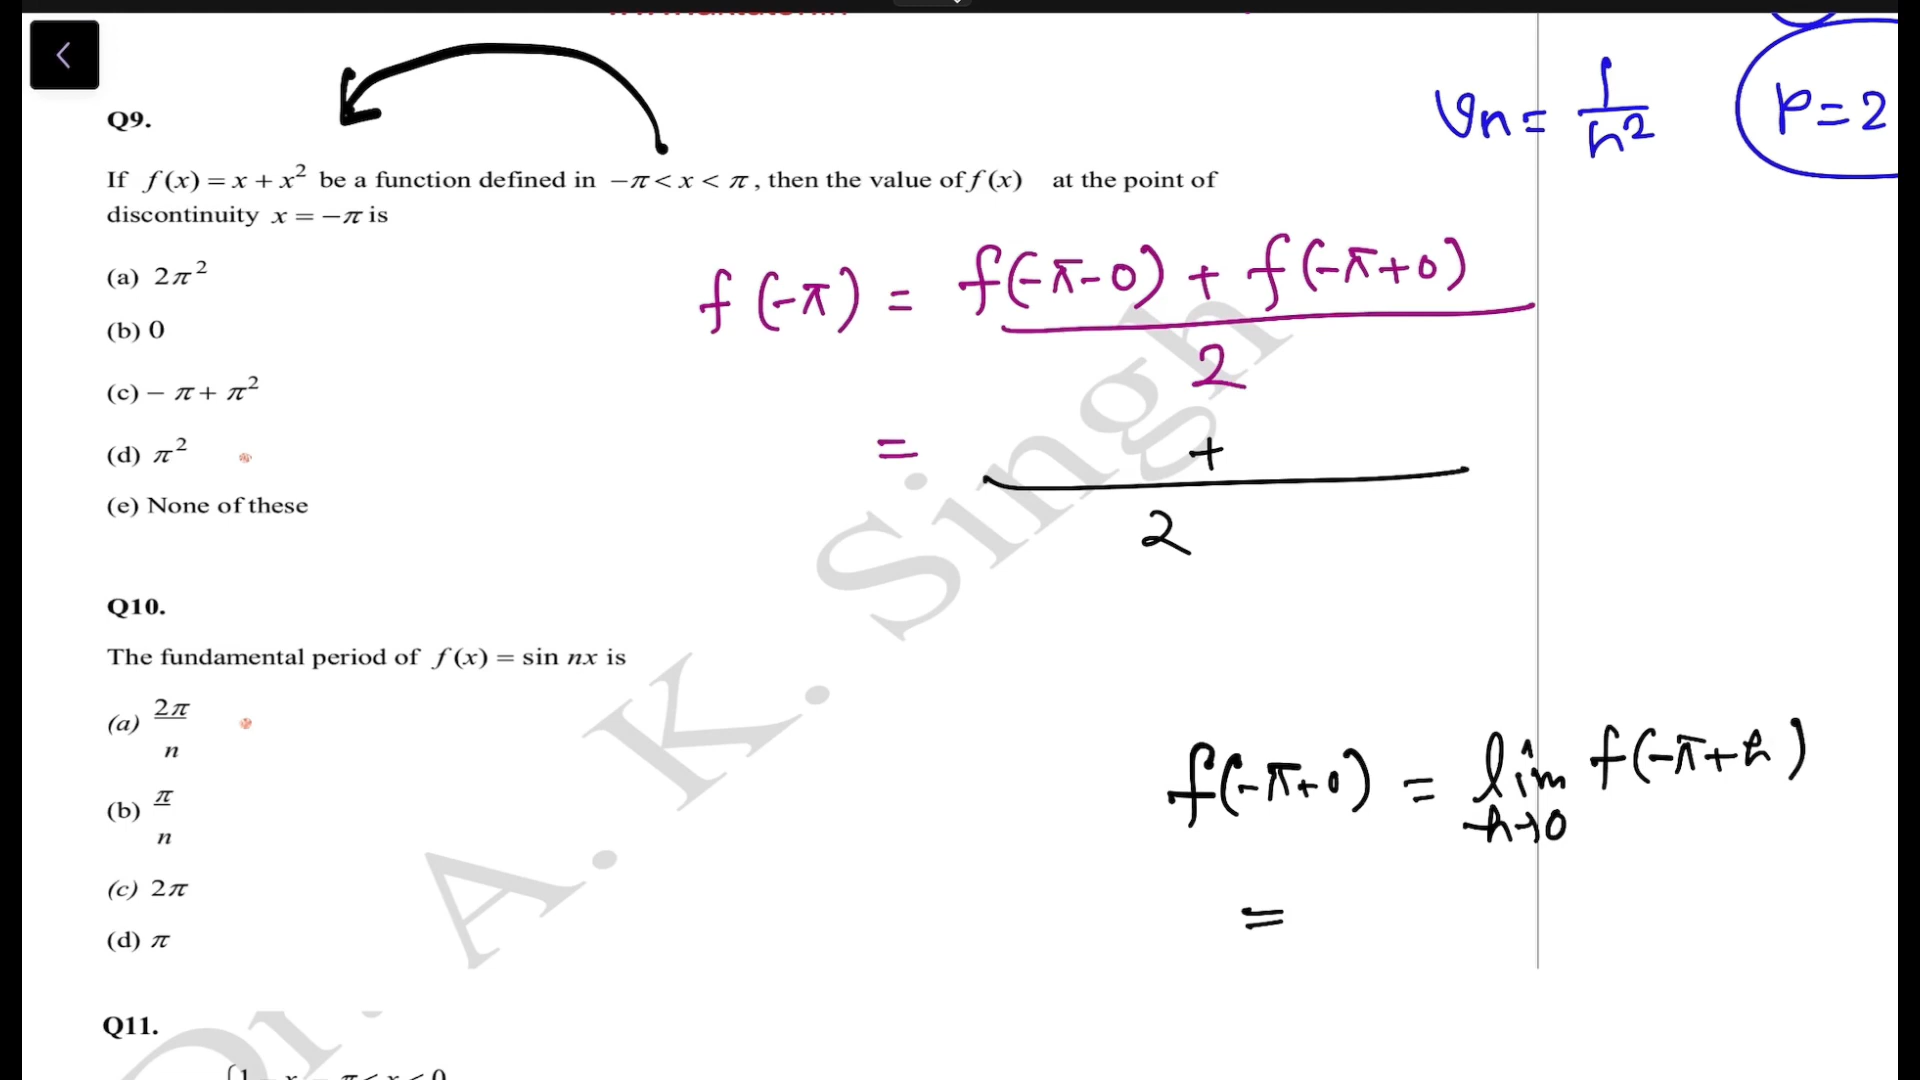 Q9.
If f(x) = x + x² be a function defined in −π < x < π, then the value of f(x) at the point of
discontinuity x = −π is
(a) 2π²
(b) 0
(c) − π + π²
(d) π²
(e) None of these
Q10.
The fundamental period of f(x) = sin nx is
(a) 2π/n
(b) π/n
(c) 2π
(d) π
Q11.
vn = 1/n²
p = 2
f(-π) = f(-π-0) + f(-π+0)
2
= +
2
f(-π+0) = lim f(-π+h)
h→0
=
A. K. Singh